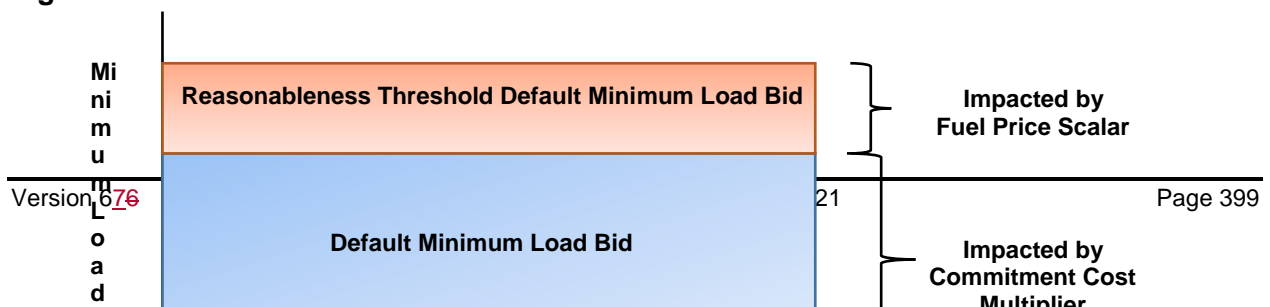 Mi
ni
m
u
m
L
o
a
d
Reasonableness Threshold Default Minimum Load Bid
Impacted by
Fuel Price Scalar
Version 676
21
Page 399
Default Minimum Load Bid
Impacted by
Commitment Cost
Multiplier